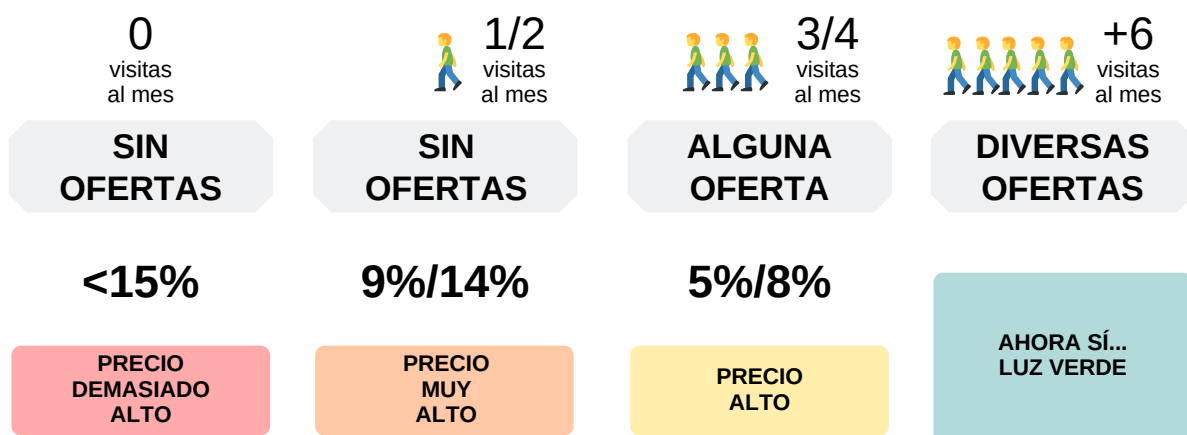 0
visitas
al mes
SIN
OFERTAS
<15%
PRECIO
DEMASIADO
ALTO
1/2
visitas
al mes
SIN
OFERTAS
9%/14%
PRECIO
MUY
ALTO
3/4
visitas
al mes
ALGUNA
OFERTA
5%/8%
PRECIO
ALTO
+6
visitas
al mes
DIVERSAS
OFERTAS
AHORA SÍ...
LUZ VERDE